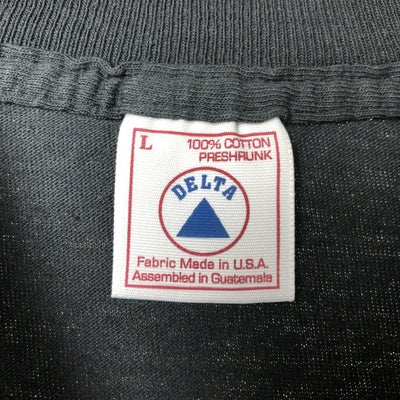 L
100% COTTON
PRESHRUNK
DELTA
Fabric Made in U.S.A.
Assembled in Guatemala